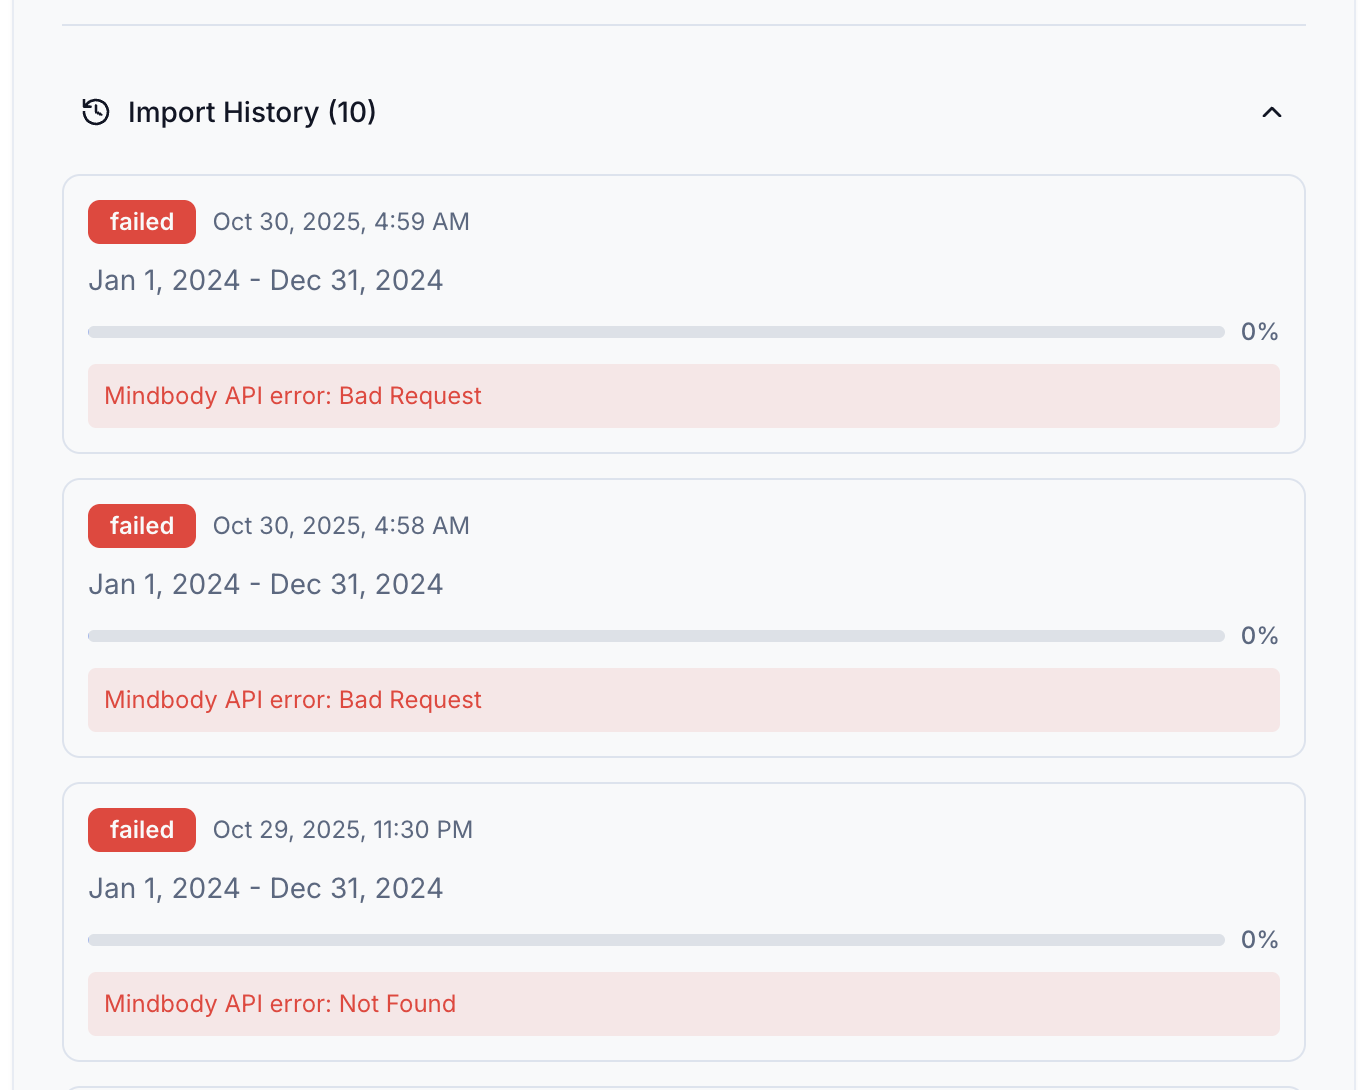 Import History (10)
failed Oct 30, 2025, 4:59 AM
Jan 1, 2024 - Dec 31, 2024
0%
Mindbody API error: Bad Request
failed Oct 30, 2025, 4:58 AM
Jan 1, 2024 - Dec 31, 2024
0%
Mindbody API error: Bad Request
failed Oct 29, 2025, 11:30 PM
Jan 1, 2024 - Dec 31, 2024
0%
Mindbody API error: Not Found